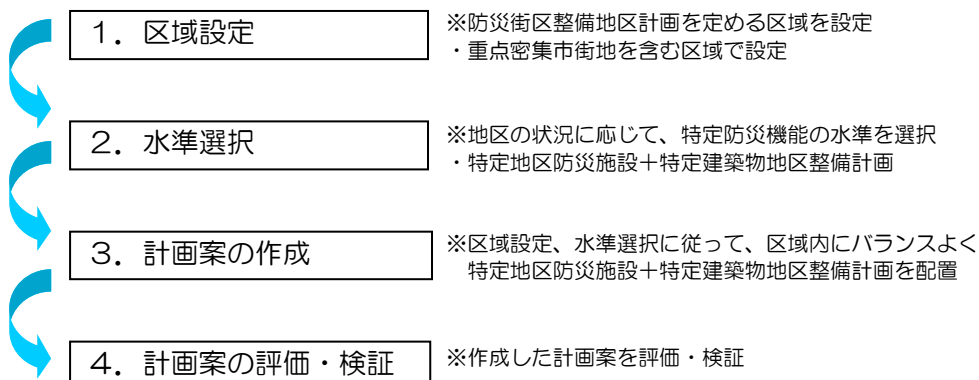 １．区域設定
※防災街区整備地区計画を定める区域を設定
・重点密集市街地を含む区域で設定
２．水準選択
※地区の状況に応じて、特定防災機能の水準を選択
・特定地区防災施設＋特定建築物地区整備計画
３．計画案の作成
※区域設定、水準選択に従って、区域内にバランスよく
特定地区防災施設＋特定建築物地区整備計画を配置
４．計画案の評価・検証
※作成した計画案を評価・検証